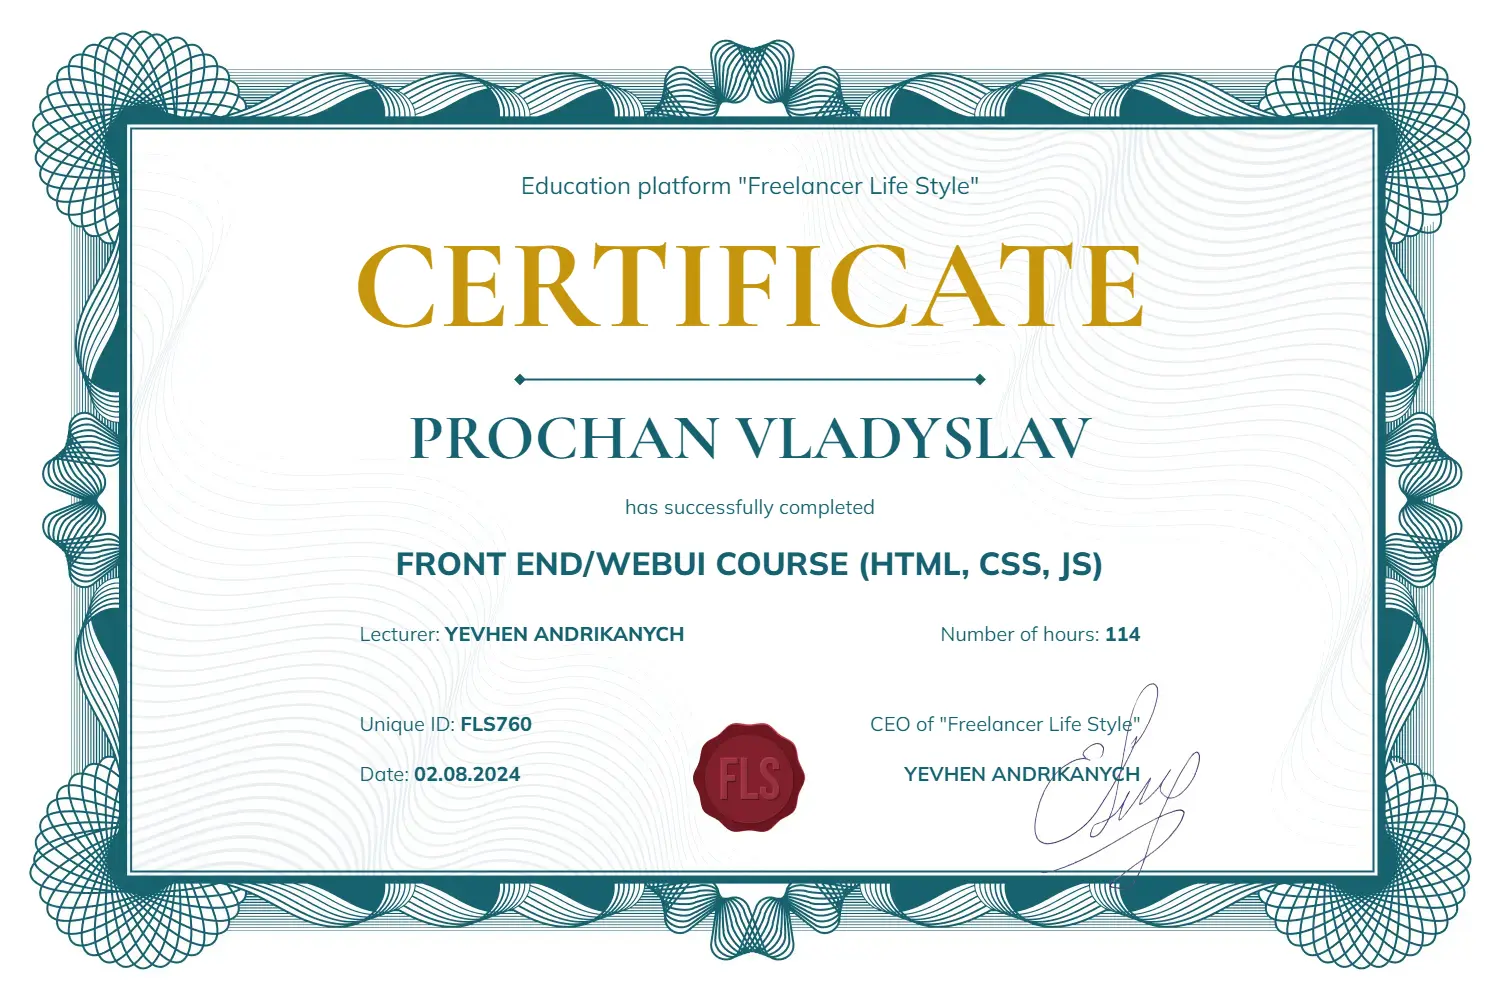 Education platform "Freelancer Life Style"
CERTIFICATE
PROCHAN VLADYSLAV
has successfully completed
FRONT END/WEBUI COURSE (HTML, CSS, JS)
Lecturer: YEVHEN ANDRIKANYCH
Number of hours: 114
Unique ID: FLS760
CEO of "Freelancer Life Style"
Date: 02.08.2024
FLS
YEVHEN ANDRIKANYCH